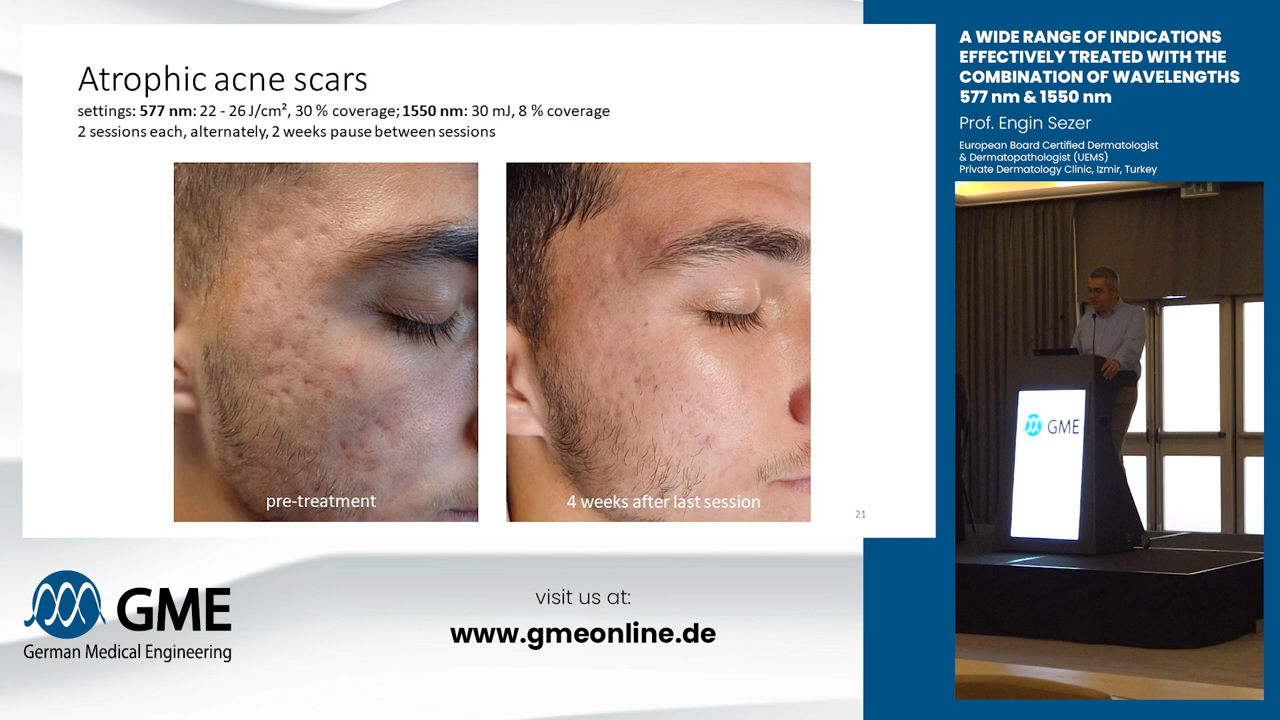 Atrophic acne scars
settings: 577 nm: 22 - 26 J/cm², 30 % coverage; 1550 nm: 30 mJ, 8 % coverage
2 sessions each, alternately, 2 weeks pause between sessions
pre-treatment
4 weeks after last session
21
A WIDE RANGE OF INDICATIONS
EFFECTIVELY TREATED WITH THE
COMBINATION OF WAVELENGTHS
577 nm & 1550 nm
Prof. Engin Sezer
European Board Certified Dermatologist
& Dermatopathologist (UEMS)
Private Dermatology Clinic, Izmir, Turkey
GME
GME
German Medical Engineering
visit us at:
www.gmeonline.de